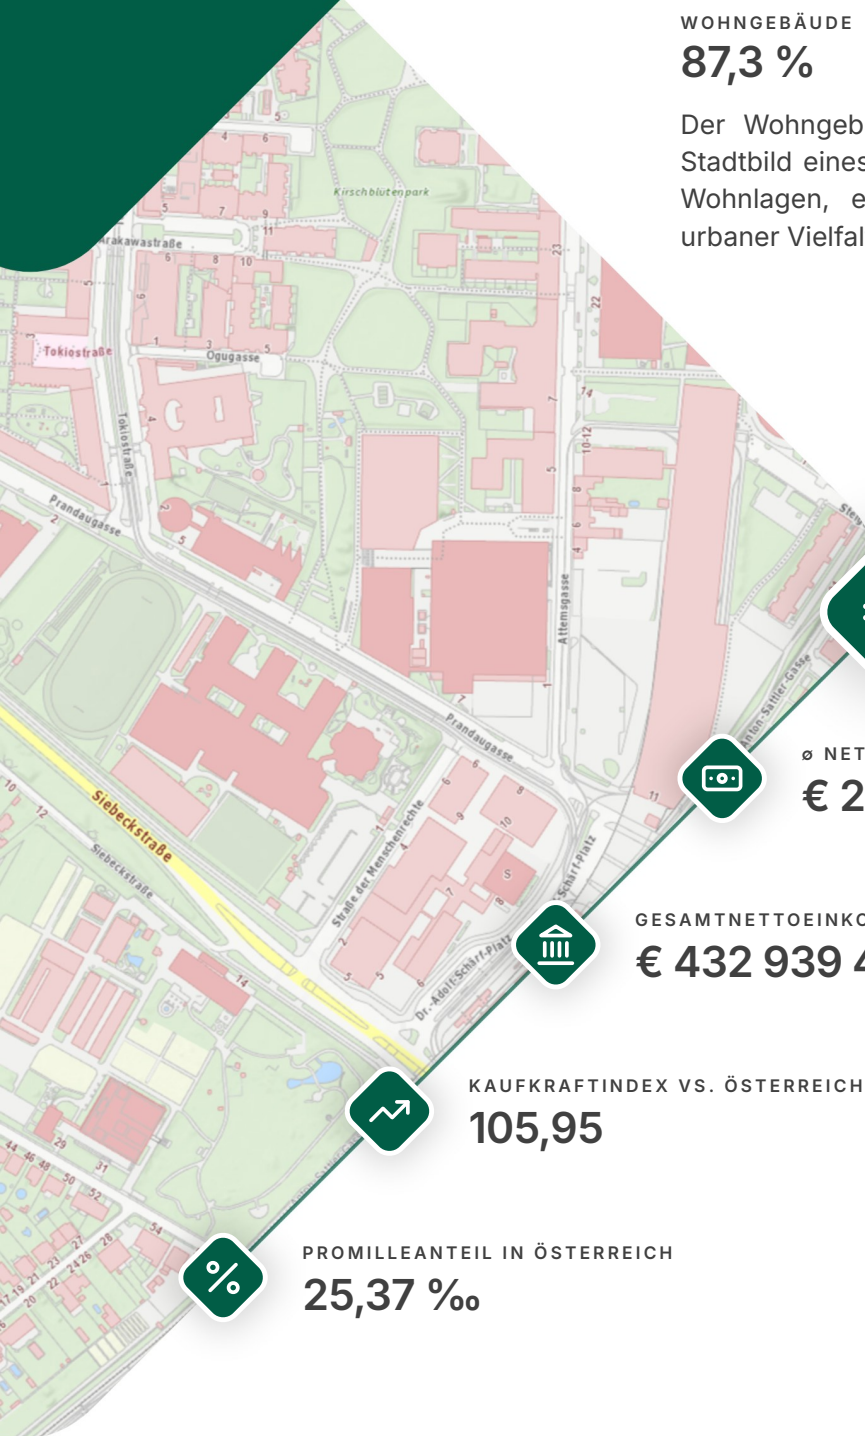 WOHNGEBÄUDE
87,3 %
Der Wohngeb
Stadtbild eines
Wohnlagen, e
urbaner Vielfal
Kirschblütenpark
Arakawastraße
Tokiostraße
Ogugasse
Tokiostraße
Prandaugasse
Attemsgasse
Prandaugasse
Anton-Sattler-Gasse
Siebeckstraße
Siebeckstraße
Straße der Menschenrechte
Schärf-Platz
Dr.-Adolf-Schärf-Platz
ø NET
€ 2
GESAMTNETTOEINKO
€ 432 939 4
KAUFKRAFTINDEX VS. ÖSTERREICH
105,95
PROMILLEANTEIL IN ÖSTERREICH
25,37 ‰